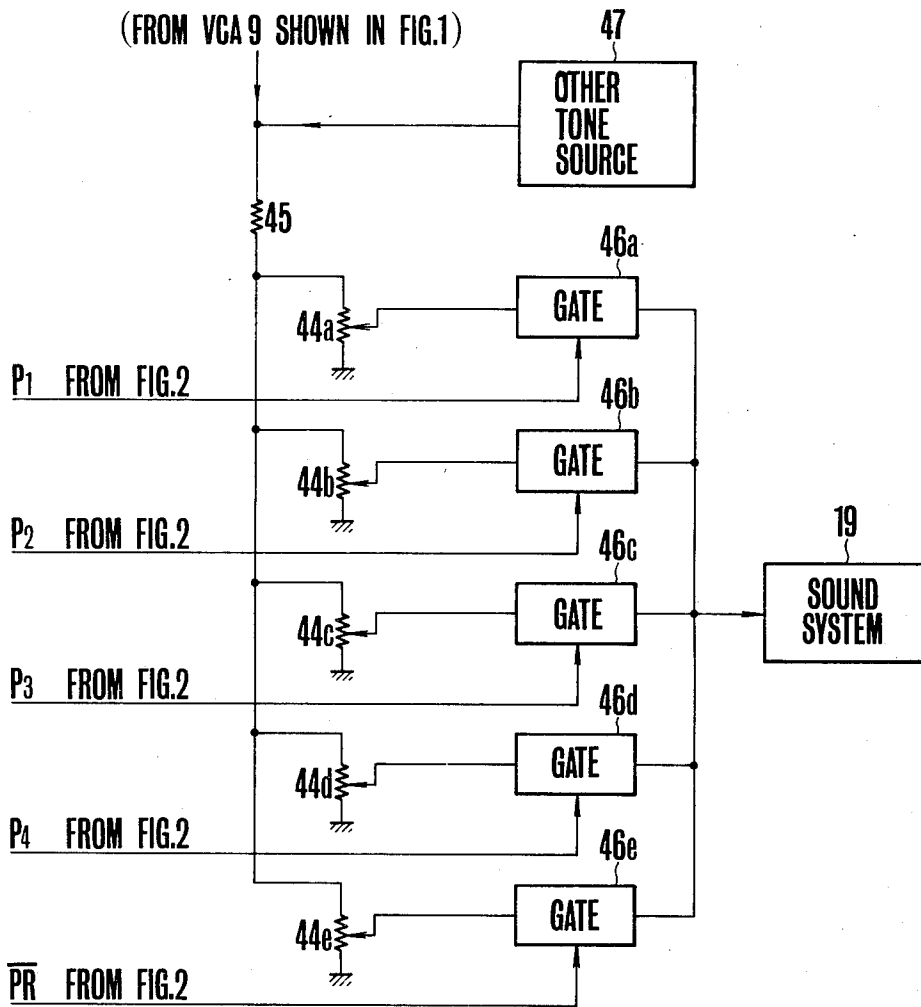 (FROM VCA 9 SHOWN IN FIG.1)
47
OTHER
TONE
SOURCE
45
46a
GATE
44a
P1 FROM FIG.2
46b
GATE
44b
P2 FROM FIG.2
46c
GATE
44c
19
SOUND
SYSTEM
P3 FROM FIG.2
46d
GATE
44d
P4 FROM FIG.2
46e
GATE
44e
P̅R̅ FROM FIG.2